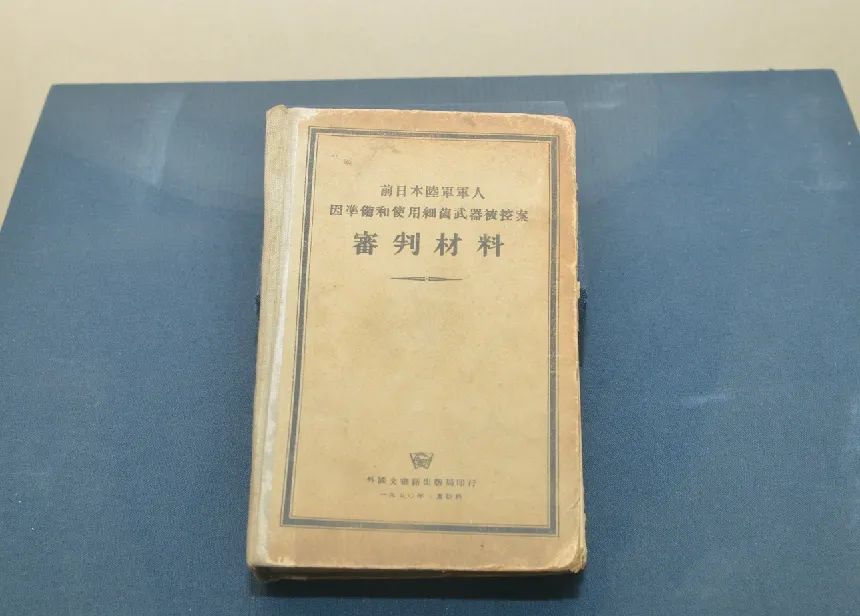 前日本陸軍軍人
因準備和使用細菌武器被控案
審判材料
外國文書籍出版局印行
一九五〇年·莫斯科